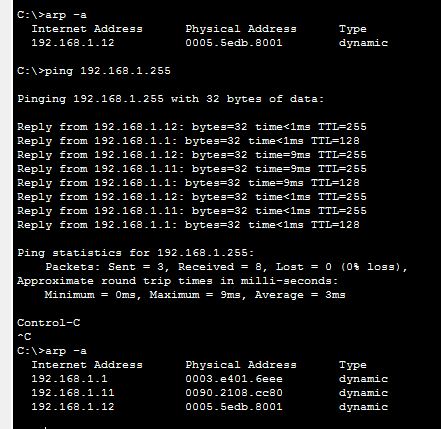 C:\>arp -a
Internet Address Physical Address Type
192.168.1.12 0005.5edb.8001 dynamic
C:\>ping 192.168.1.255
Pinging 192.168.1.255 with 32 bytes of data:
Reply from 192.168.1.12: bytes=32 time<1ms TTL=255
Reply from 192.168.1.1: bytes=32 time<1ms TTL=128
Reply from 192.168.1.12: bytes=32 time=9ms TTL=255
Reply from 192.168.1.11: bytes=32 time=9ms TTL=255
Reply from 192.168.1.1: bytes=32 time=9ms TTL=128
Reply from 192.168.1.12: bytes=32 time<1ms TTL=255
Reply from 192.168.1.11: bytes=32 time<1ms TTL=255
Reply from 192.168.1.1: bytes=32 time<1ms TTL=128
Ping statistics for 192.168.1.255:
Packets: Sent = 3, Received = 8, Lost = 0 (0% loss),
Approximate round trip times in milli-seconds:
Minimum = 0ms, Maximum = 9ms, Average = 3ms
Control-C
^C
C:\>arp -a
Internet Address Physical Address Type
192.168.1.1 0003.e401.6eee dynamic
192.168.1.11 0090.2108.cc80 dynamic
192.168.1.12 0005.5edb.8001 dynamic